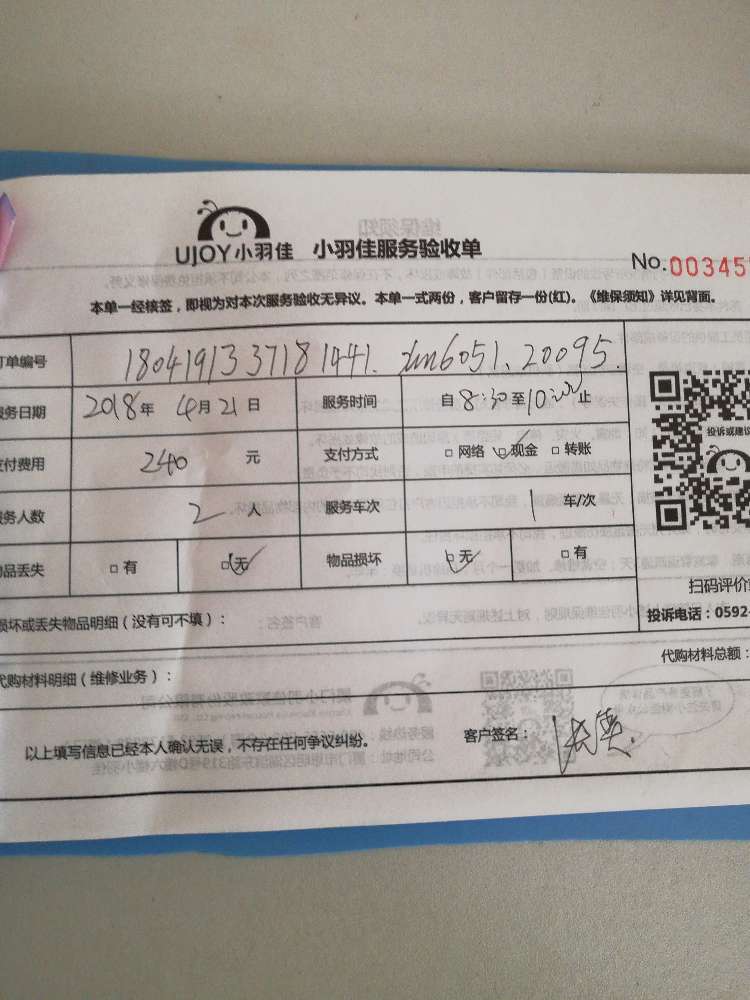 UJOY小羽佳 小羽佳服务验收单
No.00345
本单一经核签，即视为对本次服务验收无异议。本单一式两份，客户留存一份(红)。《维保须知》详见背面。
订单编号 1804191337181441. xm6051. 20095.
服务日期 2018年4月21日 服务时间 自8:30至10:00止
支付费用 240元 支付方式 □网络 □现金 □转账
服务人数 2人 服务车次 1车/次
物品丢失 □有 □无 物品损坏 □无 □有
损坏或丢失物品明细（没有可不填）：
代购材料明细（维修业务）：
代购材料总额：
以上填写信息已经本人确认无误，不存在任何争议纠纷。 客户签名：
投诉或建议
扫码评价
投诉电话：0592-